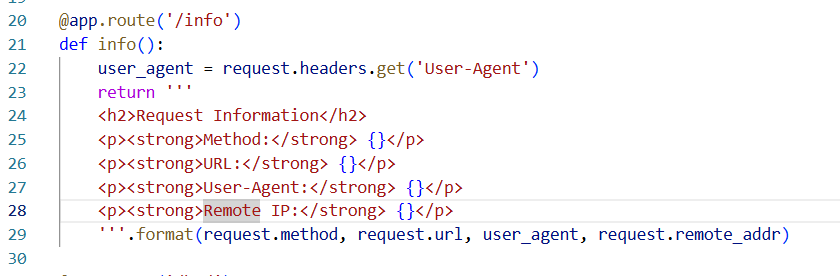 20 @app.route('/info')
21 def info():
22     user_agent = request.headers.get('User-Agent')
23     return '''
24     <h2>Request Information</h2>
25     <p><strong>Method:</strong> {}</p>
26     <p><strong>URL:</strong> {}</p>
27     <p><strong>User-Agent:</strong> {}</p>
28     <p><strong>Remote IP:</strong> {}</p>
29     '''.format(request.method, request.url, user_agent, request.remote_addr)
30